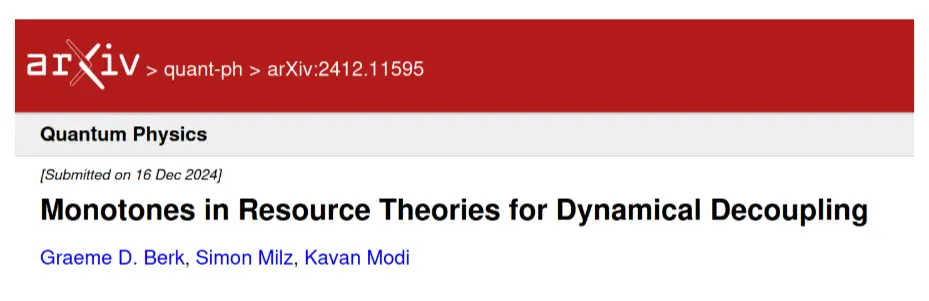 arXiv > quant-ph > arXiv:2412.11595
Quantum Physics
[Submitted on 16 Dec 2024]
Monotones in Resource Theories for Dynamical Decoupling
Graeme D. Berk, Simon Milz, Kavan Modi